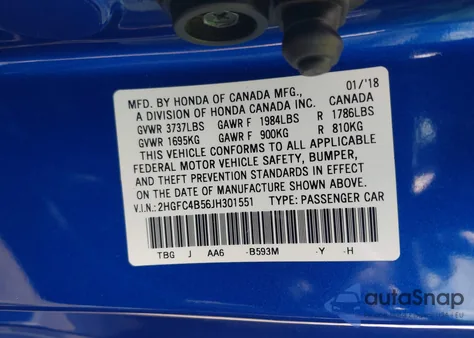 MFD. BY HONDA OF CANADA MFG., 01/'18
A DIVISION OF HONDA CANADA INC. CANADA
GVWR 3737LBS GAWR F 1984LBS R 1786LBS
GVWR 1695KG GAWR F 900KG R 810KG
THIS VEHICLE CONFORMS TO ALL APPLICABLE
FEDERAL MOTOR VEHICLE SAFETY, BUMPER,
AND THEFT PREVENTION STANDARDS IN EFFECT
ON THE DATE OF MANUFACTURE SHOWN ABOVE.
V.I.N.: 2HGFC4B56JH301551 TYPE: PASSENGER CAR
TBG J AA6 -B593M -Y -H
autoSnap